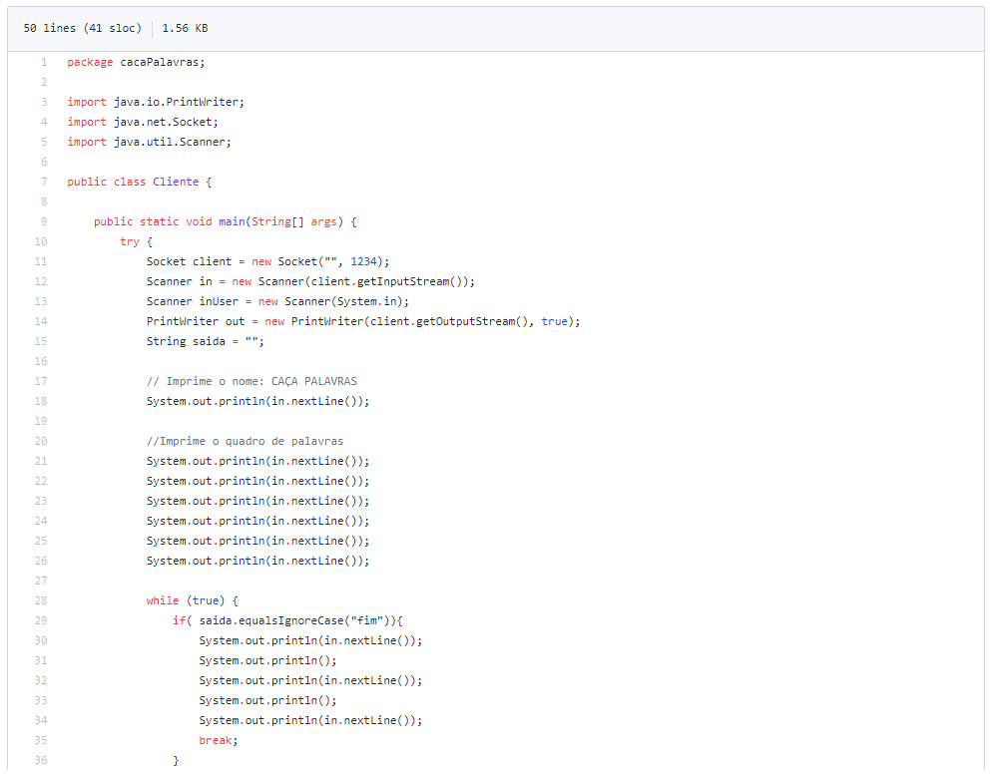 50 lines (41 sloc) 1.56 KB
1 package cacaPalavras;
2
3 import java.io.PrintWriter;
4 import java.net.Socket;
5 import java.util.Scanner;
6
7 public class Cliente {
8
9     public static void main(String[] args) {
10         try {
11             Socket client = new Socket("", 1234);
12             Scanner in = new Scanner(client.getInputStream());
13             Scanner inUser = new Scanner(System.in);
14             PrintWriter out = new PrintWriter(client.getOutputStream(), true);
15             String saida = "";
16
17             // Imprime o nome: CAÇA PALAVRAS
18             System.out.println(in.nextLine());
19
20             //Imprime o quadro de palavras
21             System.out.println(in.nextLine());
22             System.out.println(in.nextLine());
23             System.out.println(in.nextLine());
24             System.out.println(in.nextLine());
25             System.out.println(in.nextLine());
26             System.out.println(in.nextLine());
27
28             while (true) {
29                 if( saida.equalsIgnoreCase("fim")){
30                     System.out.println(in.nextLine());
31                     System.out.println();
32                     System.out.println(in.nextLine());
33                     System.out.println();
34                     System.out.println(in.nextLine());
35                     break;
36                 }